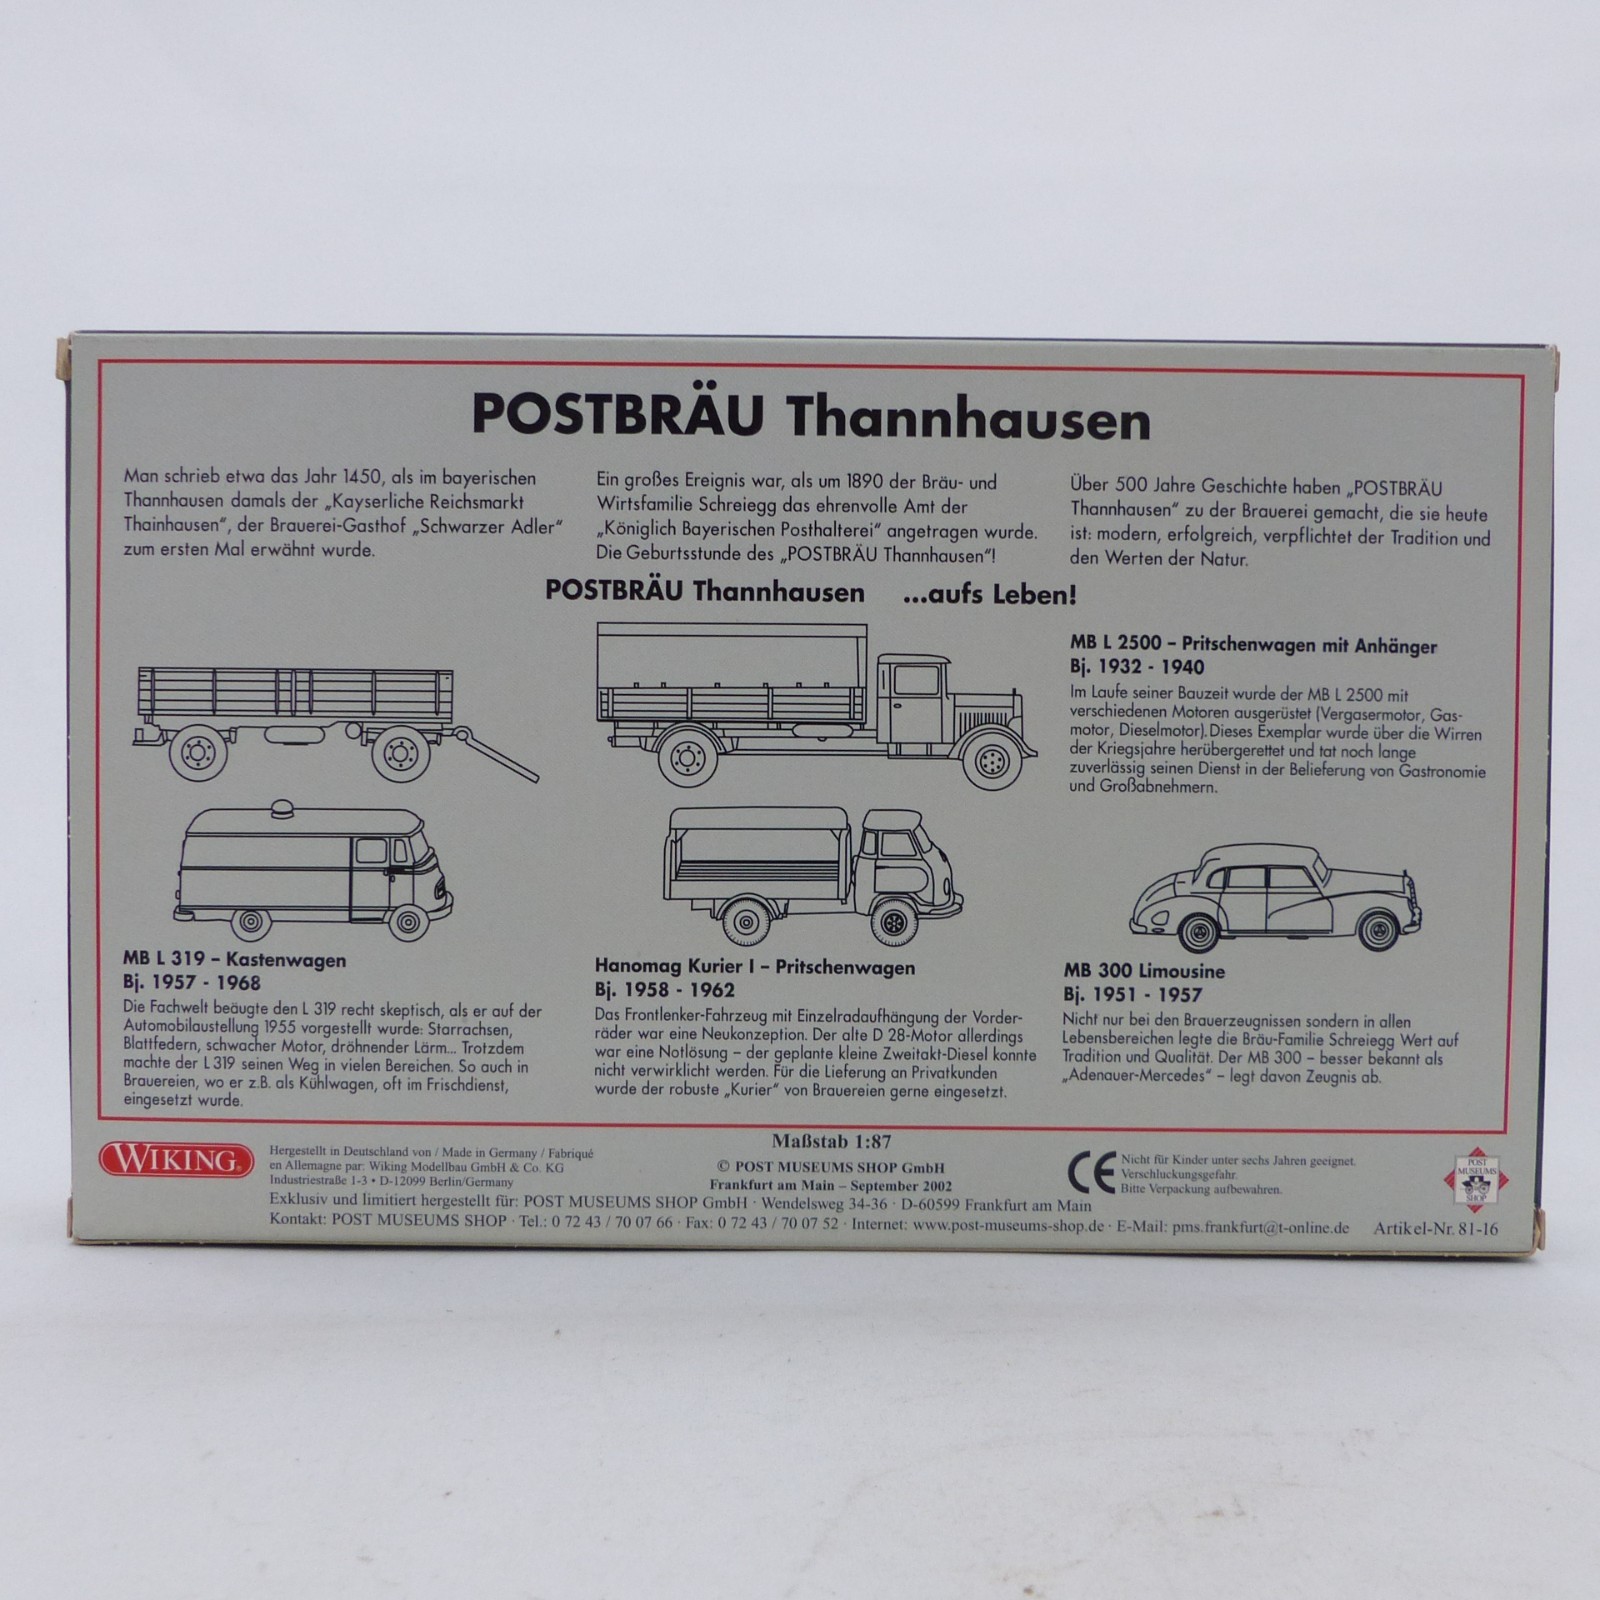 POSTBRÄU Thannhausen
Man schrieb etwa das Jahr 1450, als im bayerischen
Thannhausen damals der „Kayserliche Reichsmarkt
Thainhausen“, der Brauerei-Gasthof „Schwarzer Adler“
zum ersten Mal erwähnt wurde.
Ein großes Ereignis war, als um 1890 der Bräu- und
Wirtsfamilie Schreiegg das ehrenvolle Amt der
„Königlich Bayerischen Posthalterei“ angetragen wurde.
Die Geburtsstunde des „POSTBRÄU Thannhausen“!
Über 500 Jahre Geschichte haben „POSTBRÄU
Thannhausen“ zu der Brauerei gemacht, die sie heute
ist: modern, erfolgreich, verpflichtet der Tradition und
den Werten der Natur.
POSTBRÄU Thannhausen ...aufs Leben!
MB L 2500 – Pritschenwagen mit Anhänger
Bj. 1932 - 1940
Im Laufe seiner Bauzeit wurde der MB L 2500 mit
verschiedenen Motoren ausgerüstet (Vergasermotor, Gas-
motor, Dieselmotor).Dieses Exemplar wurde über die Wirren
der Kriegsjahre herübergerettet und tat noch lange
zuverlässig seinen Dienst in der Belieferung von Gastronomie
und Großabnehmern.
MB L 319 – Kastenwagen
Bj. 1957 - 1968
Die Fachwelt beäugte den L 319 recht skeptisch, als er auf der
Automobilaustellung 1955 vorgestellt wurde: Starrachsen,
Blattfedern, schwacher Motor, dröhnender Lärm... Trotzdem
machte der L 319 seinen Weg in vielen Bereichen. So auch in
Brauereien, wo er z.B. als Kühlwagen, oft im Frischdienst,
eingesetzt wurde.
Hanomag Kurier I – Pritschenwagen
Bj. 1958 - 1962
Das Frontlenker-Fahrzeug mit Einzelradaufhängung der Vorder-
räder war eine Neukonzeption. Der alte D 28-Motor allerdings
war eine Notlösung – der geplante kleine Zweitakt-Diesel konnte
nicht verwirklicht werden. Für die Lieferung an Privatkunden
wurde der robuste „Kurier“ von Brauereien gerne eingesetzt.
MB 300 Limousine
Bj. 1951 - 1957
Nicht nur bei den Brauerzeugnissen sondern in allen
Lebensbereichen legte die Bräu-Familie Schreiegg Wert auf
Tradition und Qualität. Der MB 300 – besser bekannt als
„Adenauer-Mercedes“ – legt davon Zeugnis ab.
WIKING
Hergestellt in Deutschland von / Made in Germany / Fabriqué
en Allemagne par: Wiking Modellbau GmbH & Co. KG
Industriestraße 1-3 • D-12099 Berlin/Germany
Maßstab 1:87
© POST MUSEUMS SHOP GmbH
Frankfurt am Main – September 2002
CE
Nicht für Kinder unter sechs Jahren geeignet.
Verschluckungsgefahr.
Bitte Verpackung aufbewahren.
POST
MUSEUMS
SHOP
Exklusiv und limitiert hergestellt für: POST MUSEUMS SHOP GmbH · Wendelsweg 34-36 · D-60599 Frankfurt am Main
Kontakt: POST MUSEUMS SHOP · Tel.: 0 72 43 / 70 07 66 · Fax: 0 72 43 / 70 07 52 · Internet: www.post-museums-shop.de · E-Mail: pms.frankfurt@t-online.de
Artikel-Nr. 81-16